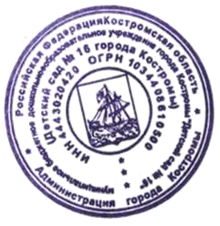 Российская Федерация Костромская область
муниципальное бюджетное дошкольное образовательное учреждение города Костромы "Детский сад № 16"
(Детский сад № 16 города Костромы)
ИНН 4443020420 ОГРН
* Администрация города Костромы